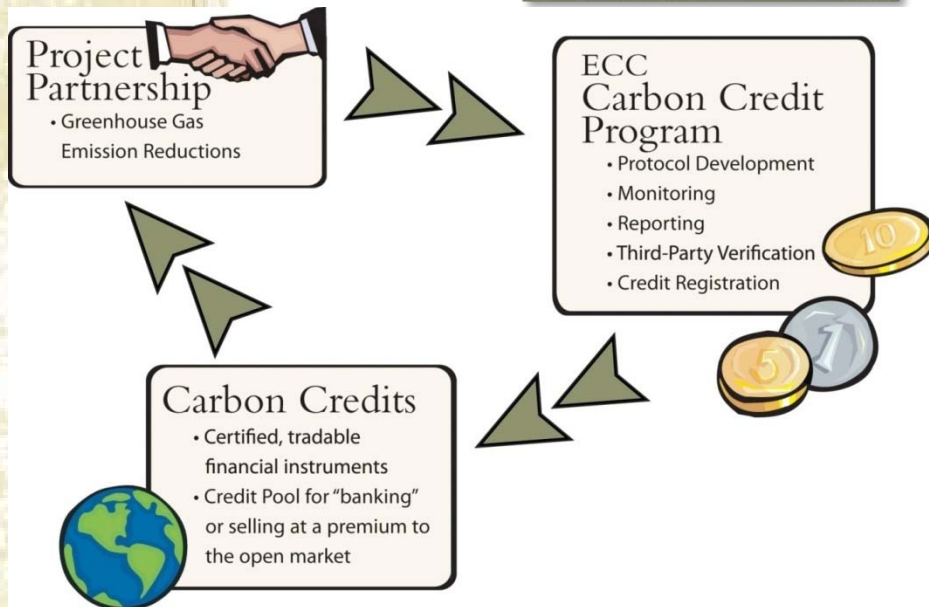 Project
Partnership
• Greenhouse Gas
Emission Reductions
ECC
Carbon Credit
Program
• Protocol Development
• Monitoring
• Reporting
• Third-Party Verification
• Credit Registration
10
1
5
Carbon Credits
• Certified, tradable
financial instruments
• Credit Pool for “banking”
or selling at a premium to
the open market